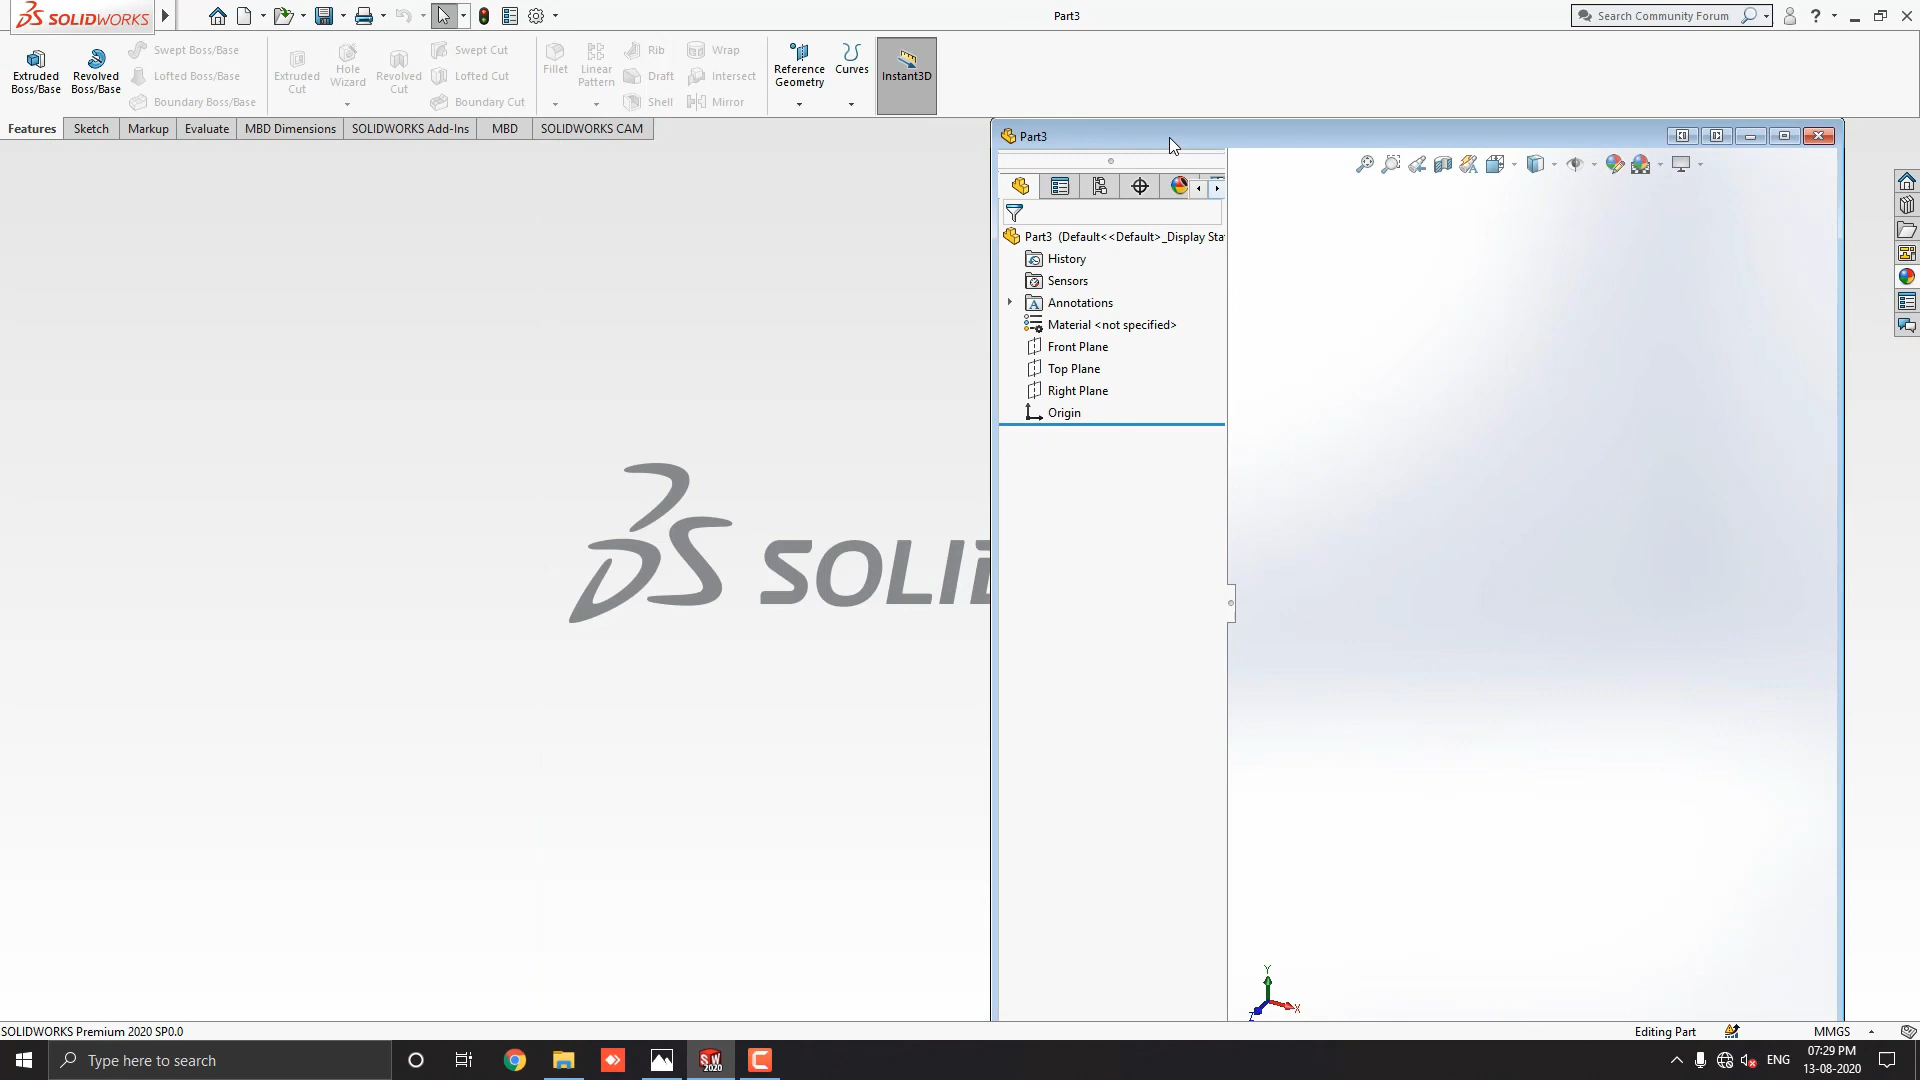 SOLIDWORKS
Part3
Search Community Forum
?
Extruded Boss/Base
Revolved Boss/Base
Swept Boss/Base
Lofted Boss/Base
Boundary Boss/Base
Extruded Cut
Hole Wizard
Revolved Cut
Swept Cut
Lofted Cut
Boundary Cut
Fillet
Linear Pattern
Rib
Draft
Shell
Wrap
Intersect
Mirror
Reference Geometry
Curves
Instant3D
Features
Sketch
Markup
Evaluate
MBD Dimensions
SOLIDWORKS Add-Ins
MBD
SOLIDWORKS CAM
Part3
Part3 (Default<<Default>_Display Sta
History
Sensors
Annotations
Material <not specified>
Front Plane
Top Plane
Right Plane
Origin
SOLI
Y
X
Z
SOLIDWORKS Premium 2020 SP0.0
Editing Part
MMGS
Type here to search
SW 2020
ENG
07:29 PM
13-08-2020